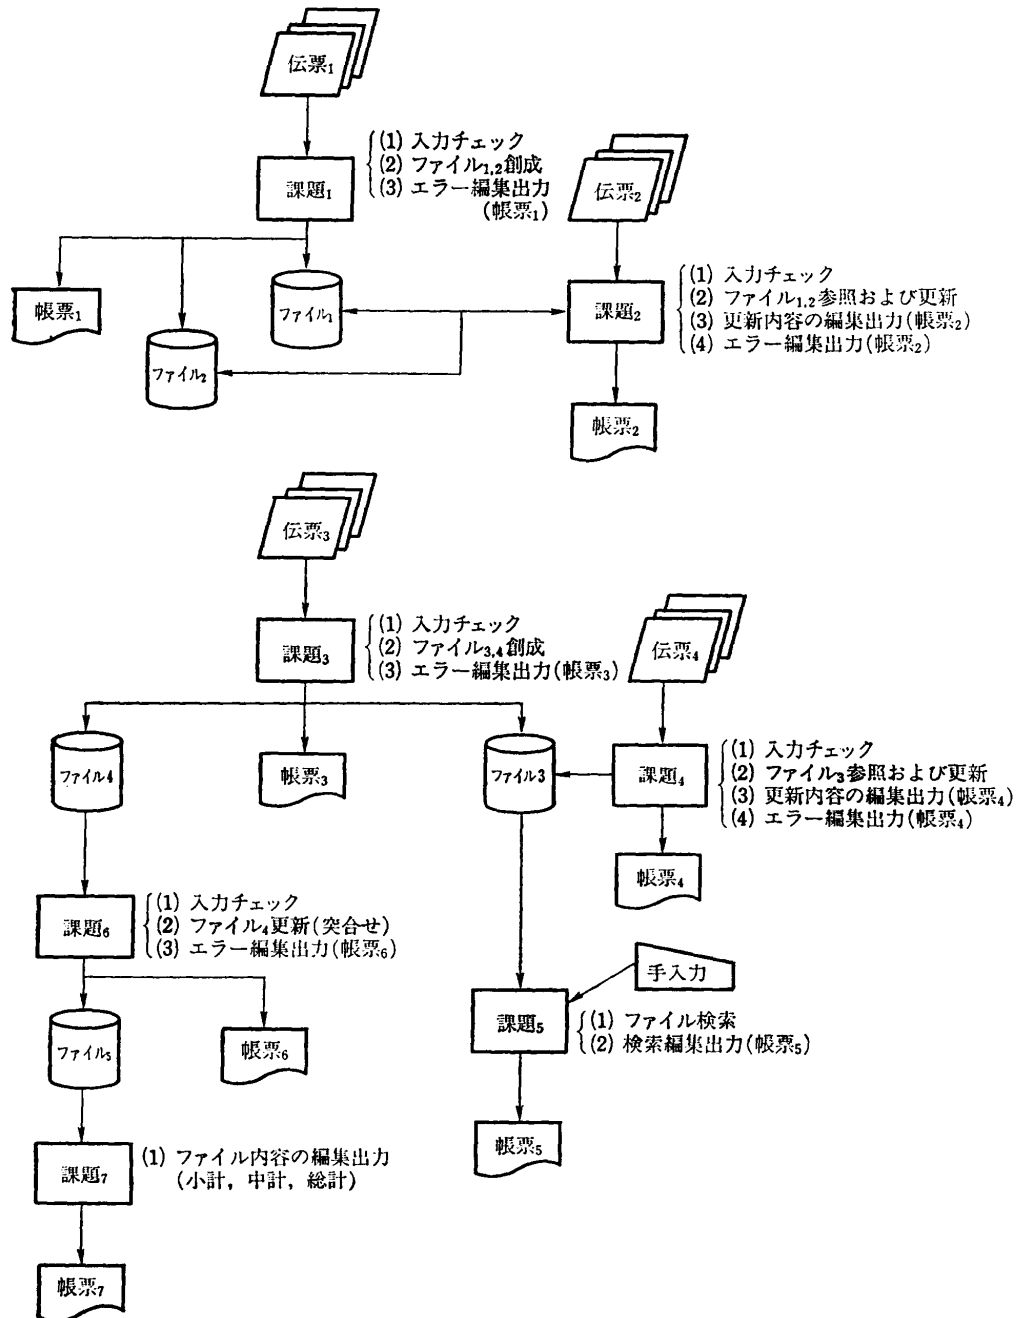 伝票₁
(1) 入力チェック
(2) ファイル₁,₂創成
(3) エラー編集出力
(帳票₁)
課題₁
伝票₂
帳票₁
ファイル₁
ファイル₂
課題₂
(1) 入力チェック
(2) ファイル₁,₂参照および更新
(3) 更新内容の編集出力(帳票₂)
(4) エラー編集出力(帳票₂)
帳票₂
伝票₃
課題₃
(1) 入力チェック
(2) ファイル₃,₄創成
(3) エラー編集出力(帳票₃)
伝票₄
ファイル4
帳票₃
ファイル3
課題₄
(1) 入力チェック
(2) ファイル₃参照および更新
(3) 更新内容の編集出力(帳票₄)
(4) エラー編集出力(帳票₄)
帳票₄
課題₆
(1) 入力チェック
(2) ファイル₄更新(突合せ)
(3) エラー編集出力(帳票₆)
手入力
ファイル₅
帳票₆
課題₅
(1) ファイル検索
(2) 検索編集出力(帳票₅)
帳票₅
課題₇
(1) ファイル内容の編集出力
(小計，中計，総計)
帳票₇